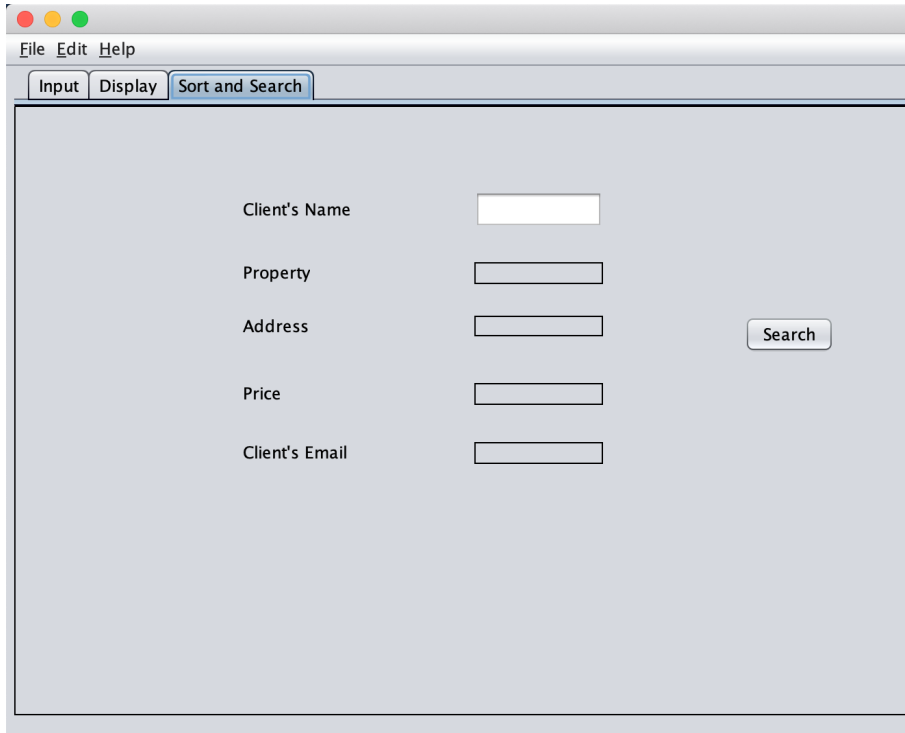 File Edit Help
Input Display Sort and Search
Client's Name
Property
Address
Search
Price
Client's Email